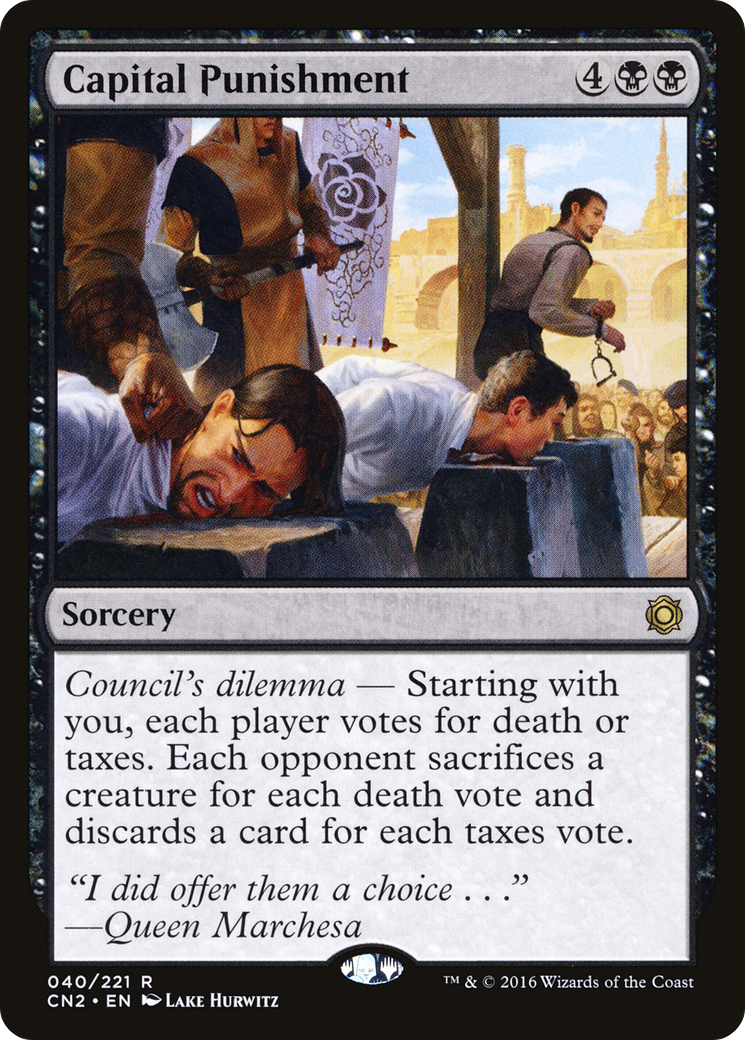 Capital Punishment 4
Sorcery
Council's dilemma — Starting with
you, each player votes for death or
taxes. Each opponent sacrifices a
creature for each death vote and
discards a card for each taxes vote.
"I did offer them a choice . . ."
—Queen Marchesa
040/221 R
CN2 • EN Lake Hurwitz
™ & © 2016 Wizards of the Coast